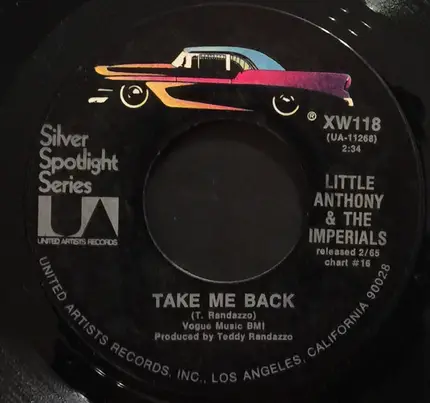 ®
XW118
(UA-11268)
2:34
Silver
Spotlight
Series
UA
UNITED ARTISTS RECORDS
LITTLE
ANTHONY
& THE
IMPERIALS
released 2/65
chart #16
TAKE ME BACK
(T. Randazzo)
Vogue Music BMI
Produced by Teddy Randazzo
UNITED ARTISTS RECORDS, INC., LOS ANGELES, CALIFORNIA 90028